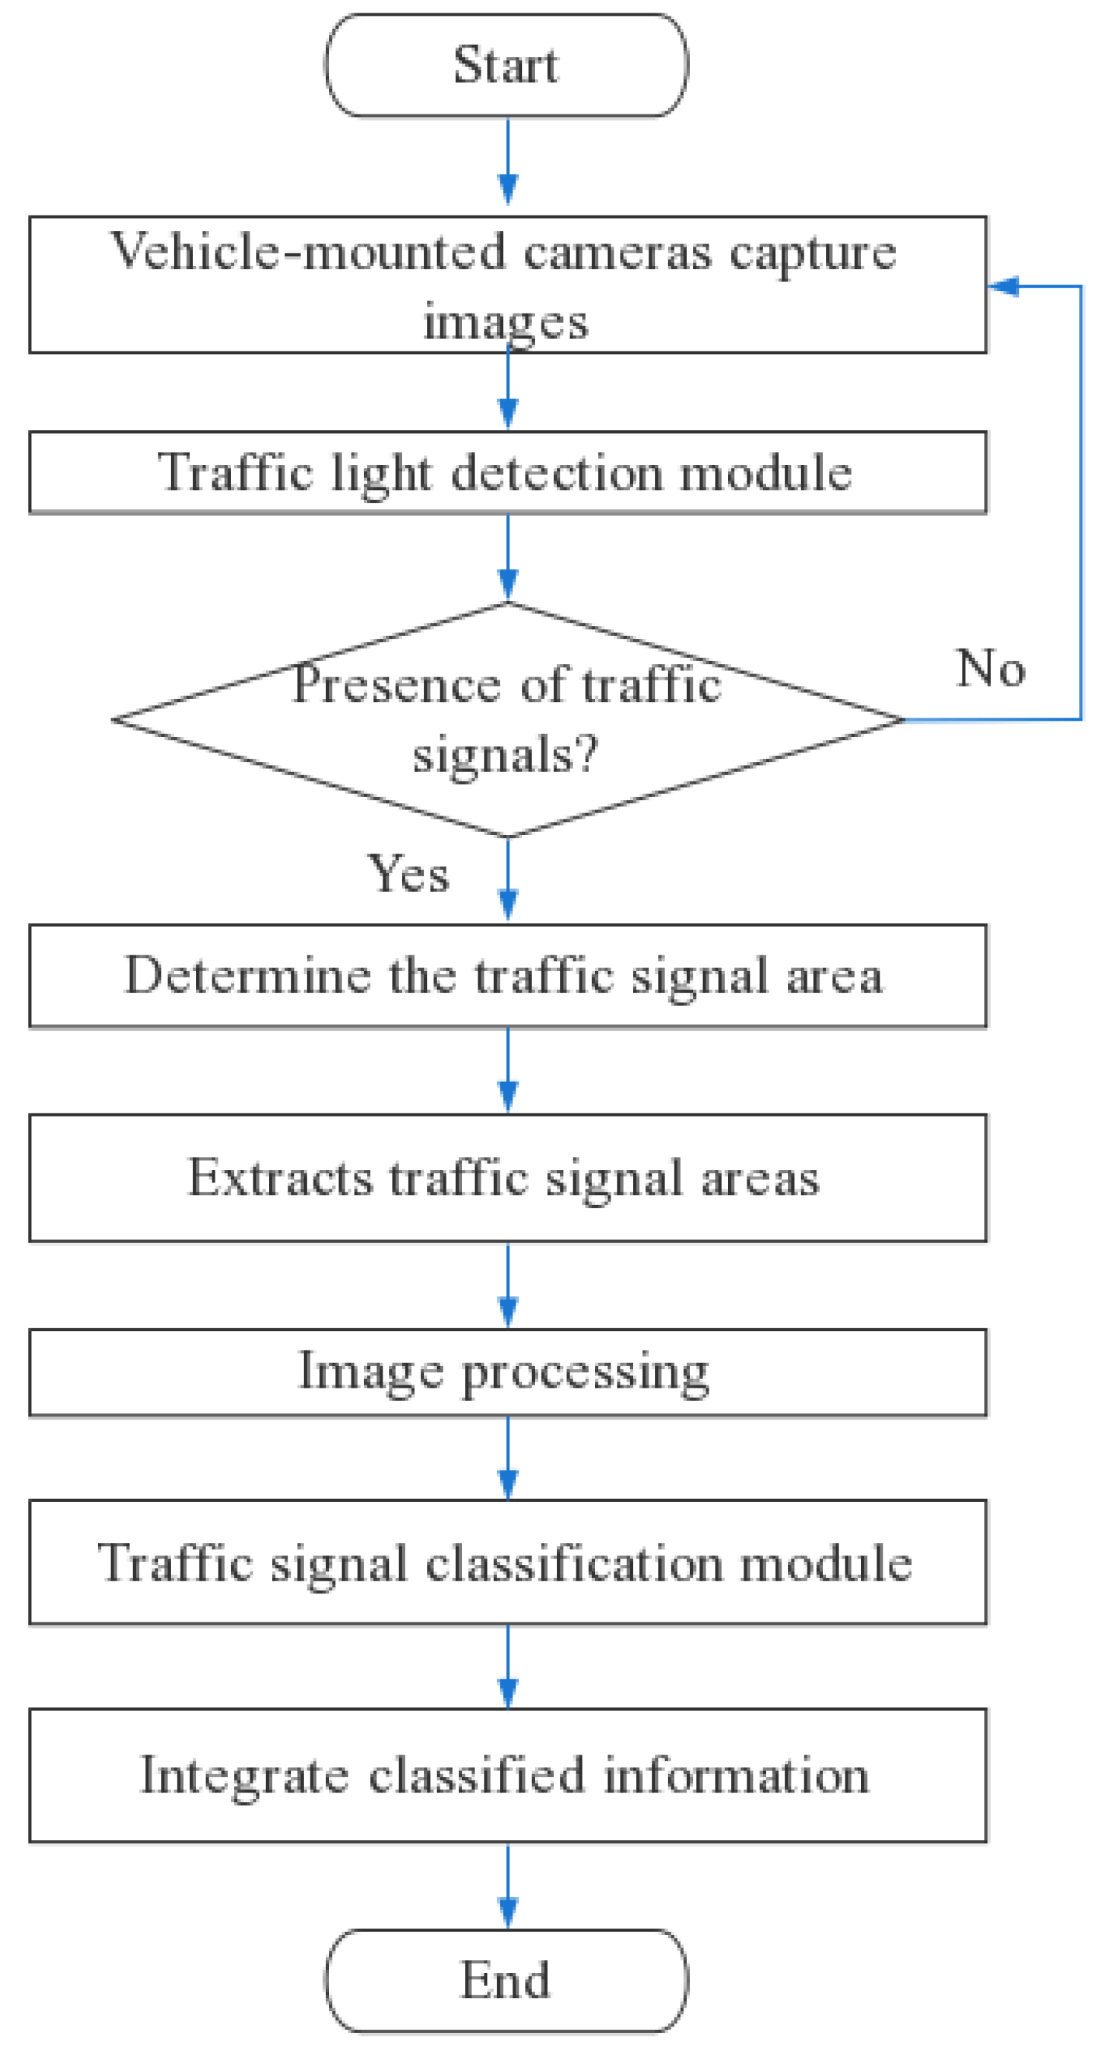 Start
Vehicle-mounted cameras capture
images
Traffic light detection module
Presence of traffic
signals?
No
Yes
Determine the traffic signal area
Extracts traffic signal areas
Image processing
Traffic signal classification module
Integrate classified information
End